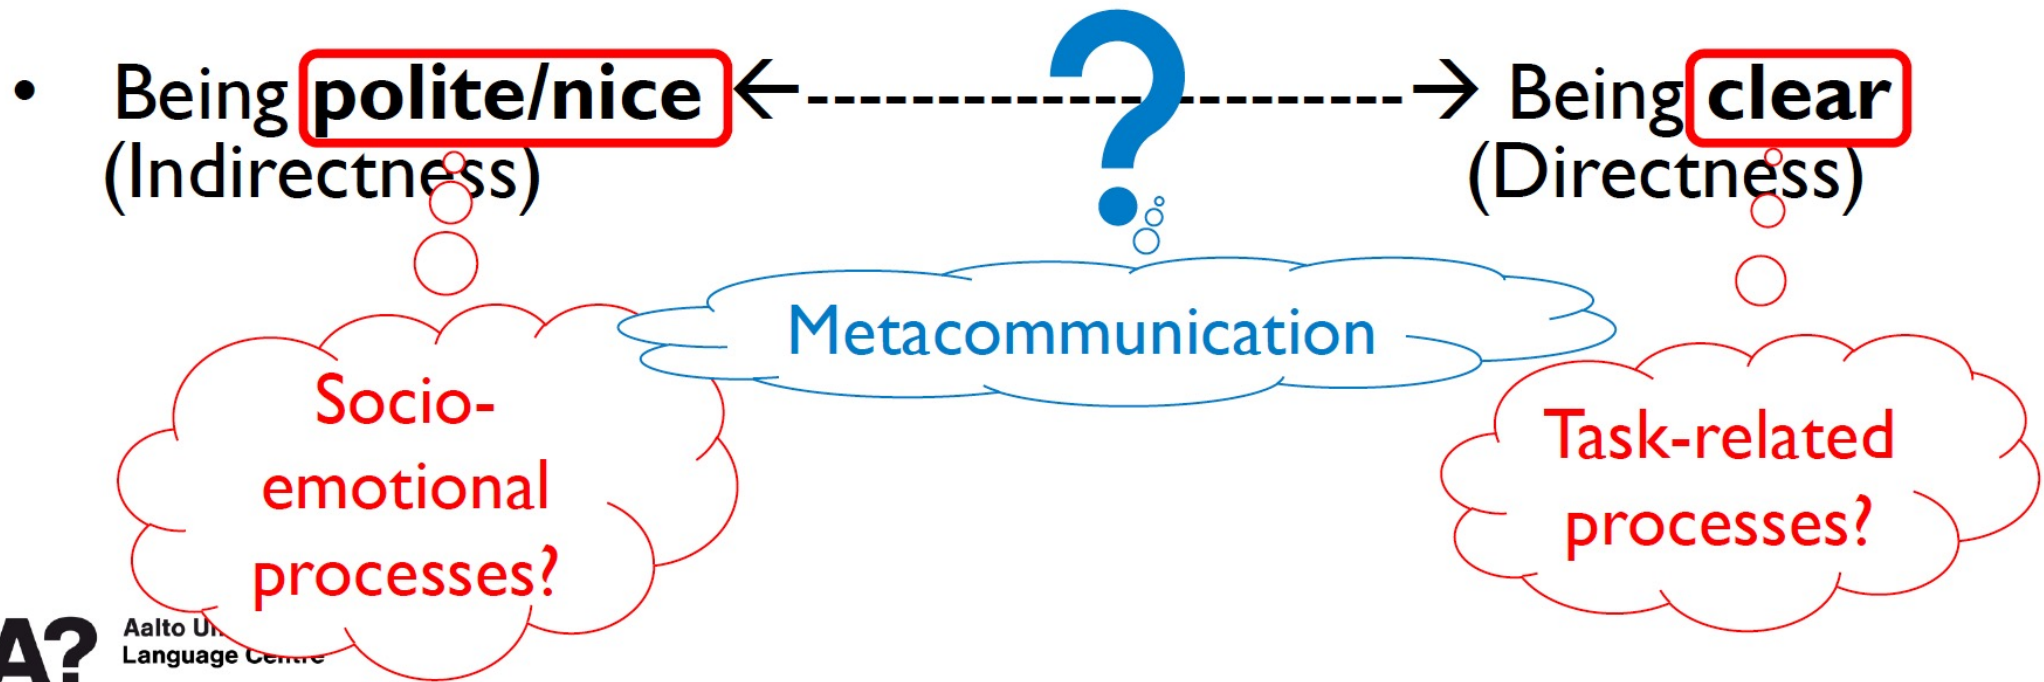 • Being polite/nice ←-----------------------→ Being clear
(Indirectness) (Directness)
?
Metacommunication
Socio-
emotional
processes?
Task-related
processes?
A?
Aalto
Language